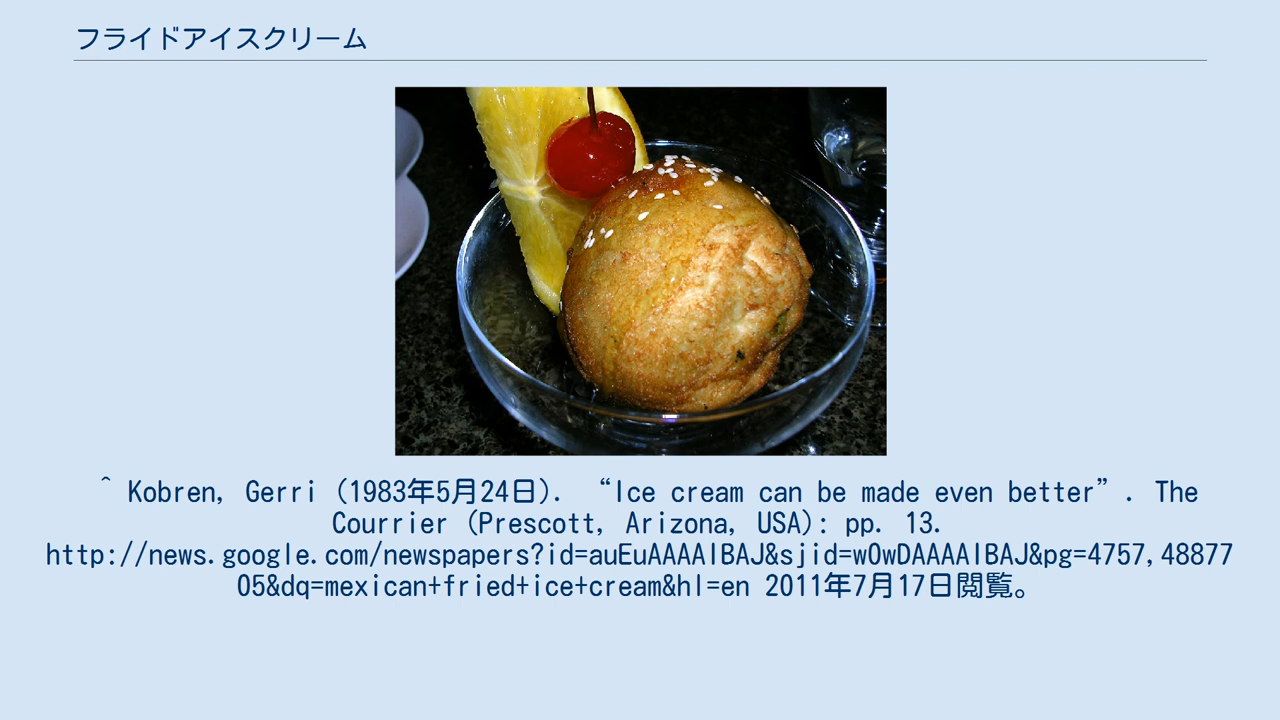 フライドアイスクリーム
^ Kobren, Gerri (1983年5月24日). “Ice cream can be made even better”. The
Courrier (Prescott, Arizona, USA): pp. 13.
http://news.google.com/newspapers?id=auEuAAAAIBAJ&sjid=w0wDAAAAIBAJ&pg=4757,48877
05&dq=mexican+fried+ice+cream&hl=en 2011年7月17日閲覧。